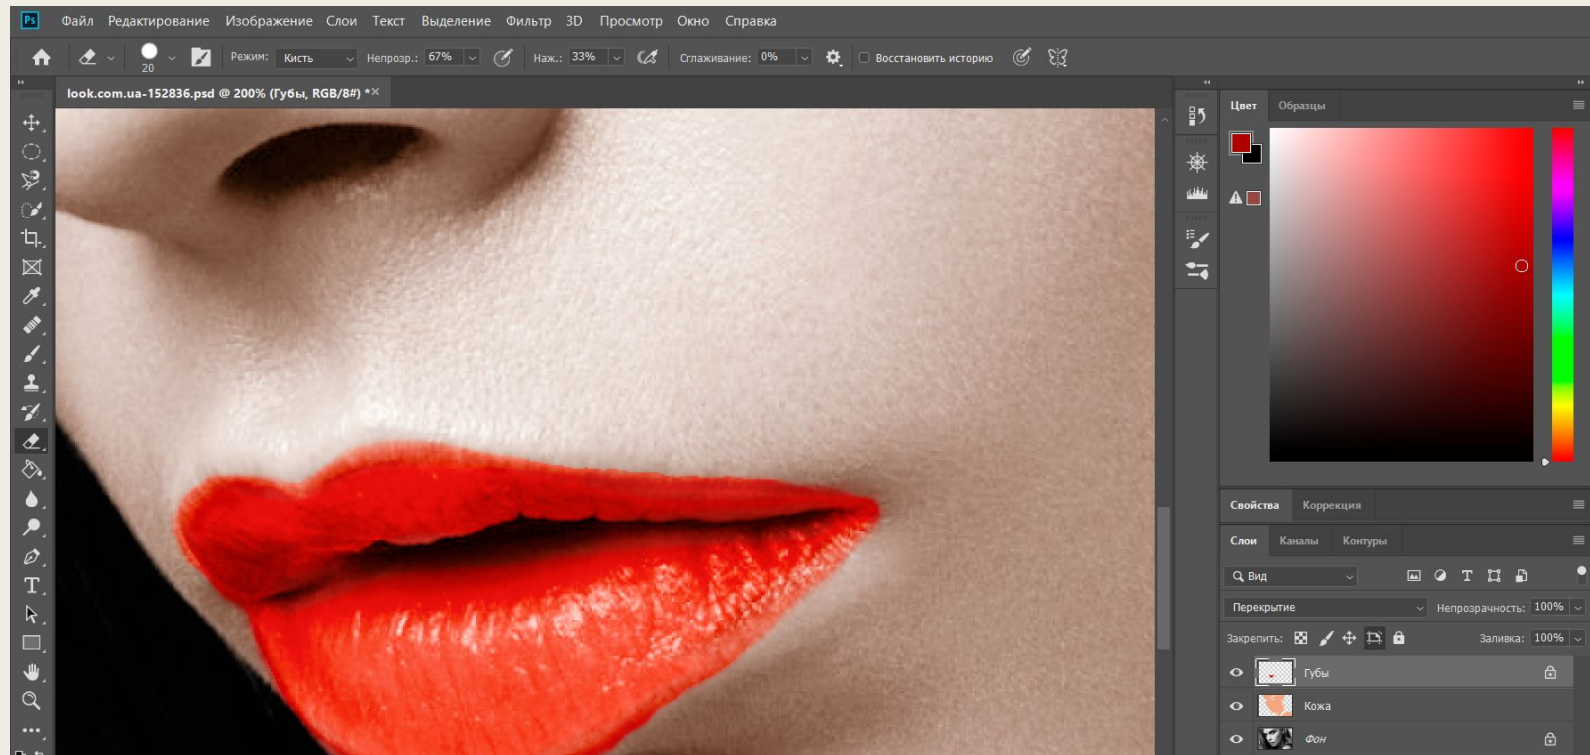 Ps Файл Редактирование Изображение Слои Текст Выделение Фильтр 3D Просмотр Окно Справка
20 Режим: Кисть Непрозр.: 67% Наж.: 33% Сглаживание: 0% Восстановить историю
look.com.ua-152836.psd @ 200% (Губы, RGB/8#) *
Цвет Образцы
Свойства Коррекция
Слои Каналы Контуры
Вид
Перекрытие Непрозрачность: 100%
Закрепить: Заливка: 100%
Губы
Кожа
Фон